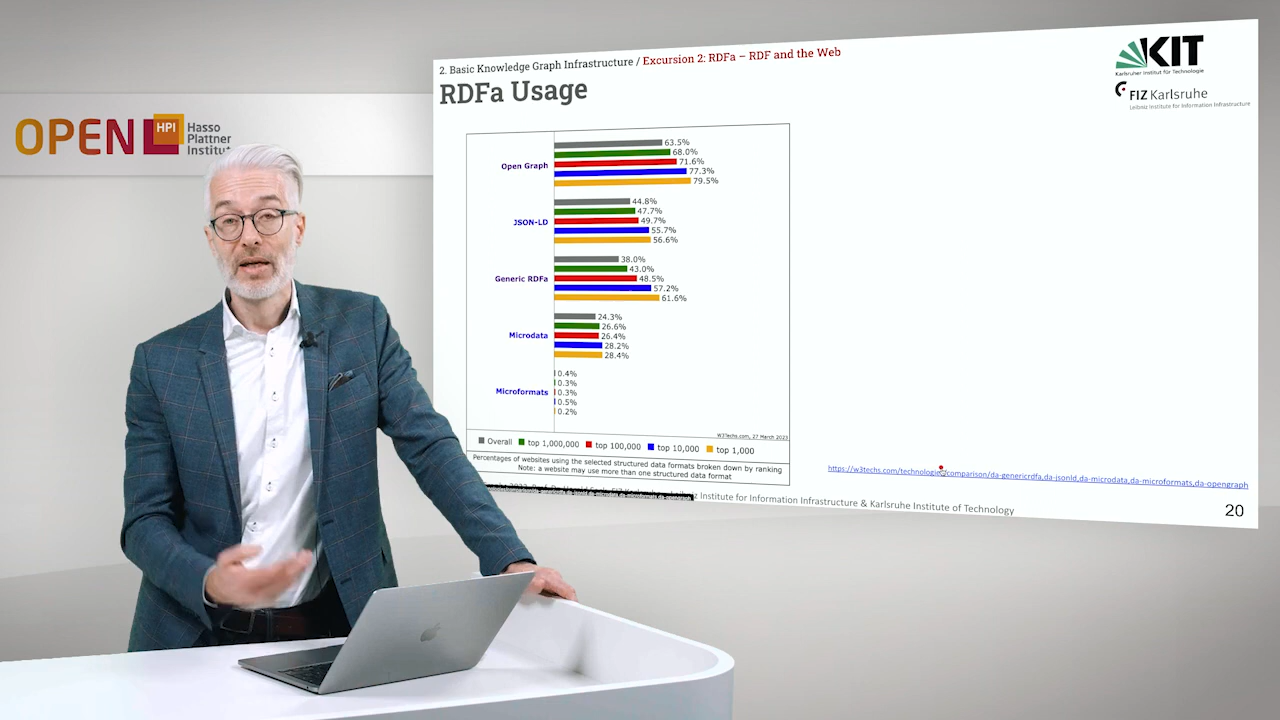 OPEN HPI Hasso
Plattner
Institut
2. Basic Knowledge Graph Infrastructure / Excursion 2: RDFa – RDF and the Web
RDFa Usage
KIT
Karlsruher Institut für Technologie
FIZ Karlsruhe
Leibniz Institute for Information Infrastructure
Open Graph
63.5%
68.0%
71.6%
77.3%
79.5%
JSON-LD
44.8%
47.7%
49.7%
55.7%
56.6%
Generic RDFa
38.0%
43.0%
48.5%
57.2%
61.6%
Microdata
24.3%
26.6%
26.4%
28.2%
28.4%
Microformats
0.4%
0.3%
0.3%
0.5%
0.2%
W3Techs.com, 27 March 2023
Overall top 1,000,000 top 100,000 top 10,000 top 1,000
Percentages of websites using the selected structured data formats broken down by ranking
Note: a website may use more than one structured data format
https://w3techs.com/technologies/comparison/da-genericrdfa,da-jsonld,da-microdata,da-microformats,da-opengraph
Institute for Information Infrastructure & Karlsruhe Institute of Technology
20